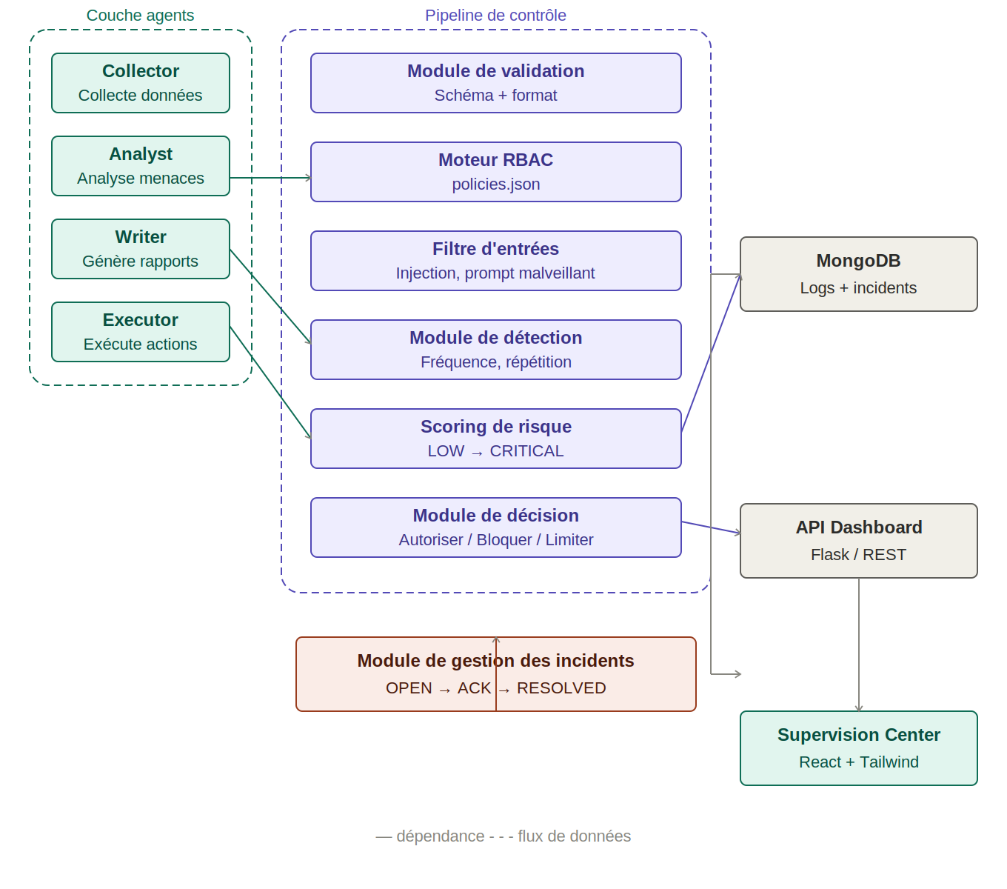 Couche agents
Collector
Collecte données
Analyst
Analyse menaces
Writer
Génère rapports
Executor
Exécute actions
Pipeline de contrôle
Module de validation
Schéma + format
Moteur RBAC
policies.json
Filtre d'entrées
Injection, prompt malveillant
Module de détection
Fréquence, répétition
Scoring de risque
LOW → CRITICAL
Module de décision
Autoriser / Bloquer / Limiter
MongoDB
Logs + incidents
API Dashboard
Flask / REST
Module de gestion des incidents
OPEN → ACK → RESOLVED
Supervision Center
React + Tailwind
— dépendance - - - flux de données